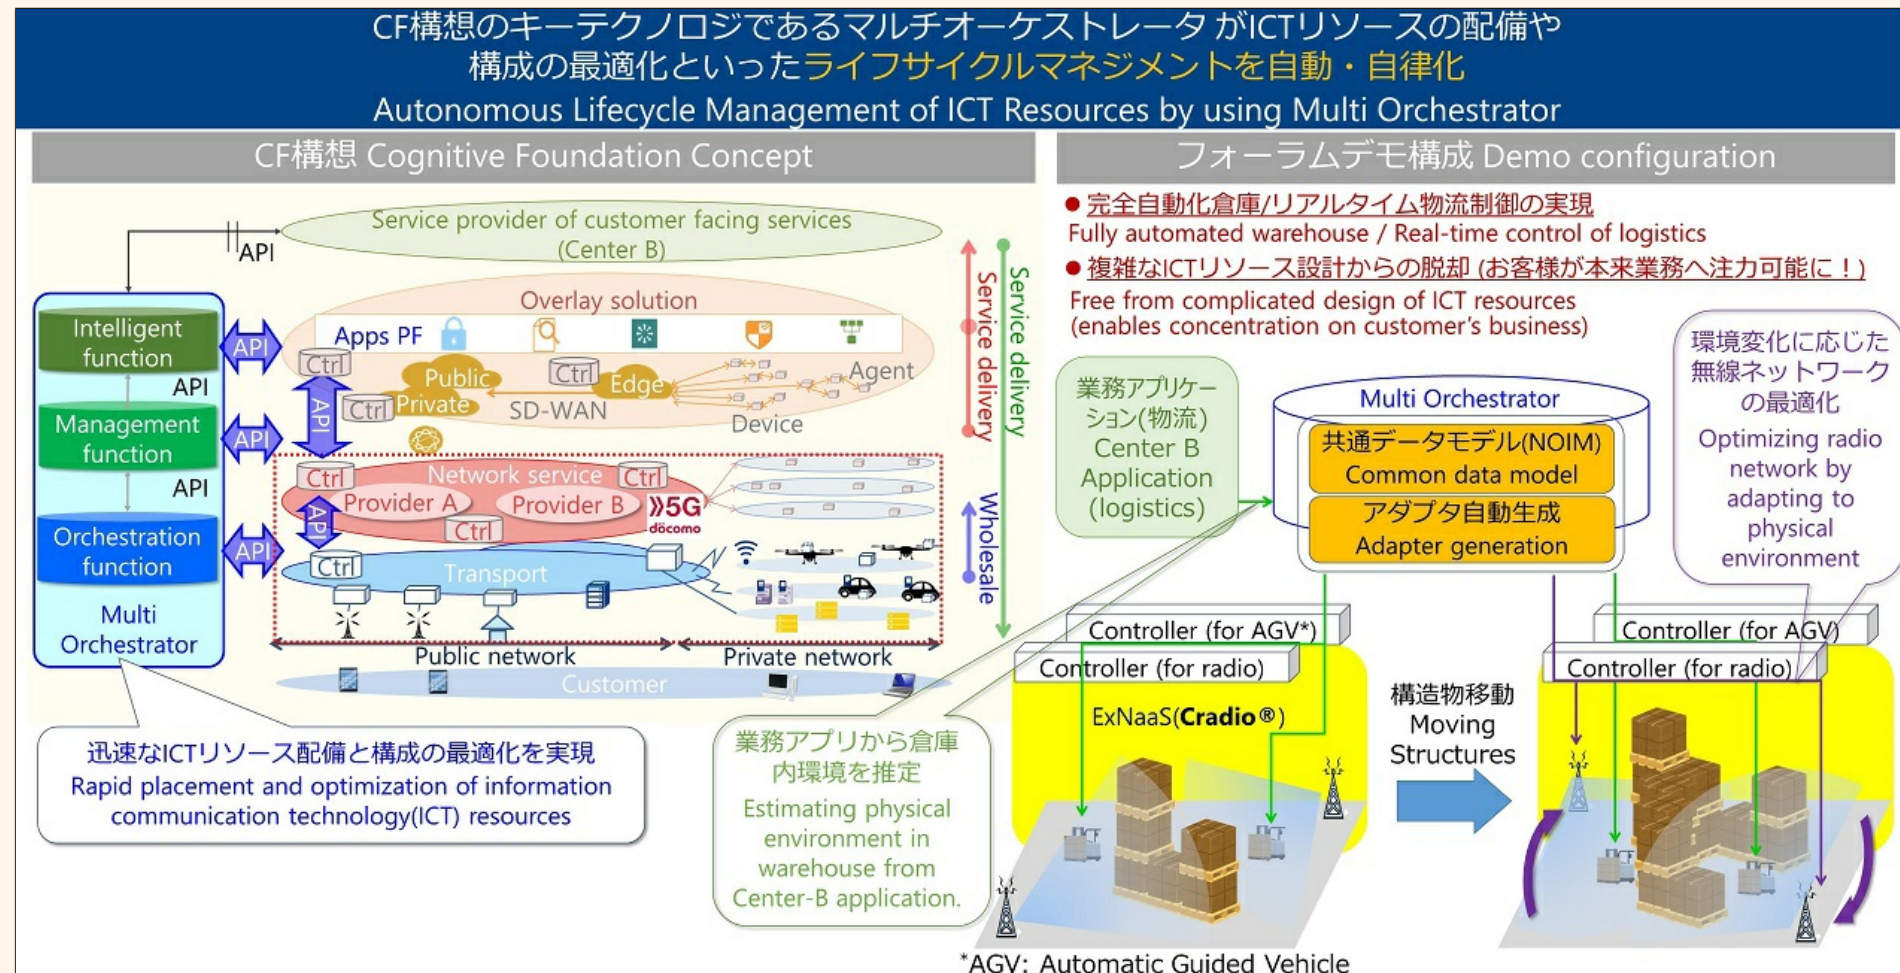 CF構想のキーテクノロジであるマルチオーケストレータ がICTリソースの配備や
構成の最適化といったライフサイクルマネジメントを自動・自律化
Autonomous Lifecycle Management of ICT Resources by using Multi Orchestrator
CF構想 Cognitive Foundation Concept
Service provider of customer facing services
(Center B)
API
Intelligent
function
API
Management
function
API
Orchestration
function
Multi
Orchestrator
API
API
API
Overlay solution
Apps PF
Ctrl
Public
Private
Ctrl
Ctrl
Edge
SD-WAN
Agent
Device
API
Ctrl
Network service
Ctrl
Provider A
Provider B
Ctrl
5G
döcomo
API
Ctrl
Transport
Public network
Private network
Customer
Service delivery
Service delivery
Wholesale
迅速なICTリソース配備と構成の最適化を実現
Rapid placement and optimization of information
communication technology(ICT) resources
フォーラムデモ構成 Demo configuration
● 完全自動化倉庫/リアルタイム物流制御の実現
Fully automated warehouse / Real-time control of logistics
● 複雑なICTリソース設計からの脱却 (お客様が本来業務へ注力可能に！)
Free from complicated design of ICT resources
(enables concentration on customer's business)
業務アプリケー
ション(物流)
Center B
Application
(logistics)
Multi Orchestrator
共通データモデル(NOIM)
Common data model
アダプタ自動生成
Adapter generation
環境変化に応じた
無線ネットワーク
の最適化
Optimizing radio
network by
adapting to
physical
environment
Controller (for AGV*)
Controller (for radio)
ExNaaS(Cradio®)
業務アプリから倉庫
内環境を推定
Estimating physical
environment in
warehouse from
Center-B application.
構造物移動
Moving
Structures
Controller (for AGV)
Controller (for radio)
*AGV: Automatic Guided Vehicle